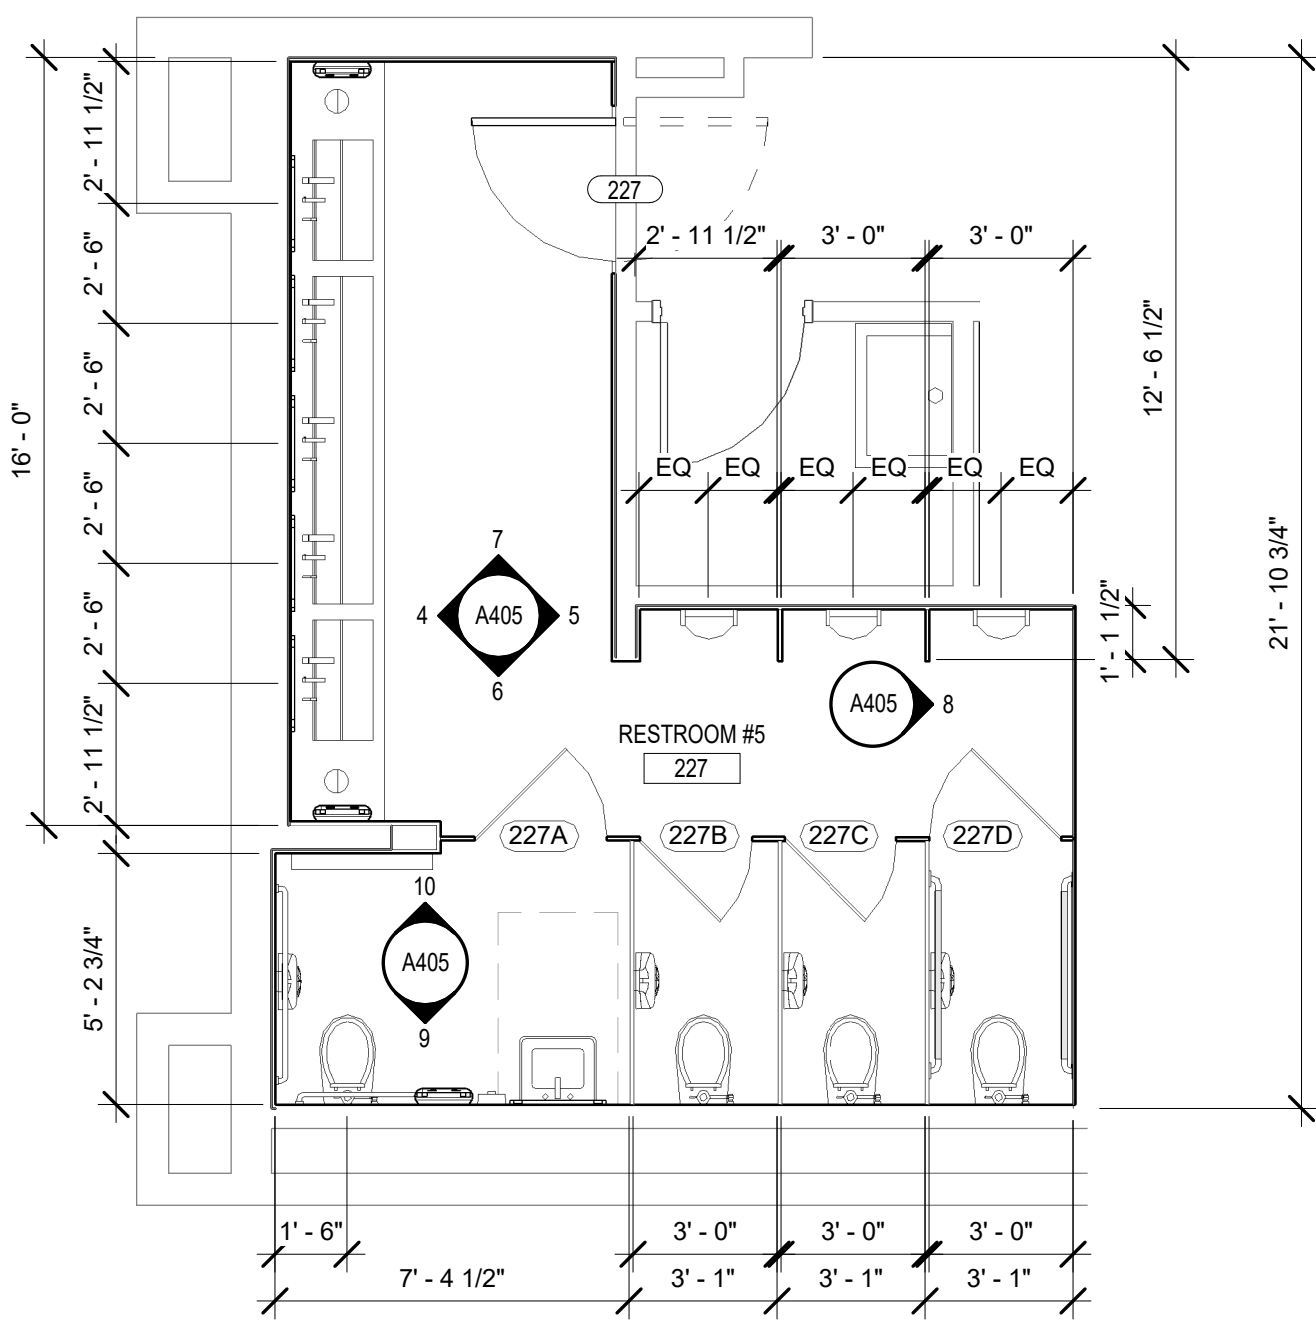 2' - 11 1/2"
2' - 6"
2' - 6"
2' - 6"
2' - 6"
2' - 6"
2' - 11 1/2"
16' - 0"
5' - 2 3/4"
227
2' - 11 1/2"
3' - 0"
3' - 0"
12' - 6 1/2"
EQ
EQ
EQ
EQ
EQ
EQ
21' - 10 3/4"
1' - 1 1/2"
7
4
A405
5
6
A405
8
RESTROOM #5
227
227A
227B
227C
227D
10
A405
9
1' - 6"
3' - 0"
3' - 0"
3' - 0"
7' - 4 1/2"
3' - 1"
3' - 1"
3' - 1"